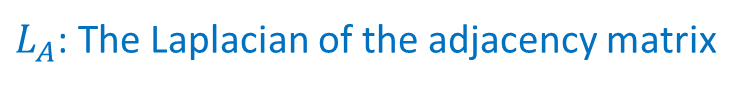 L_A: The Laplacian of the adjacency matrix